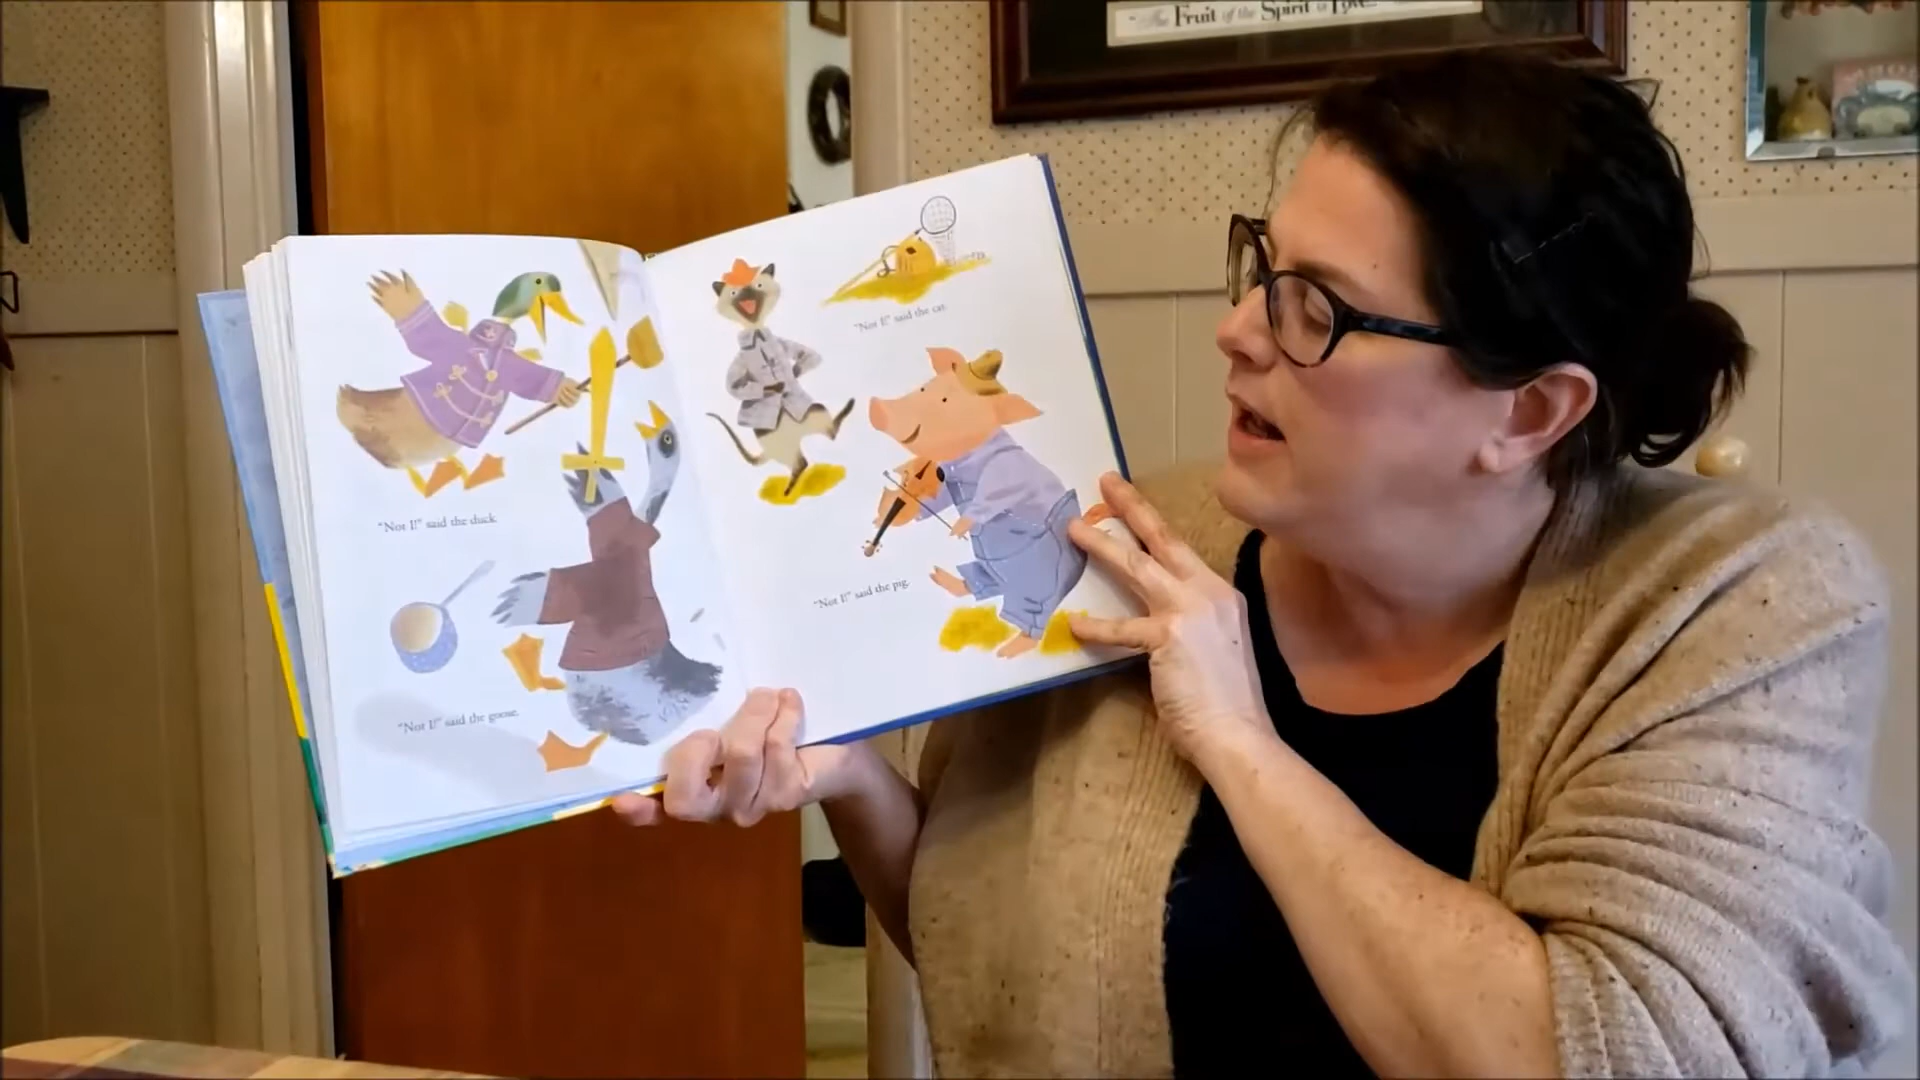 "The Fruit of the Spirit is Love...
"Not I!" said the duck.
"Not I!" said the goose.
"Not I!" said the cat.
"Not I!" said the pig.